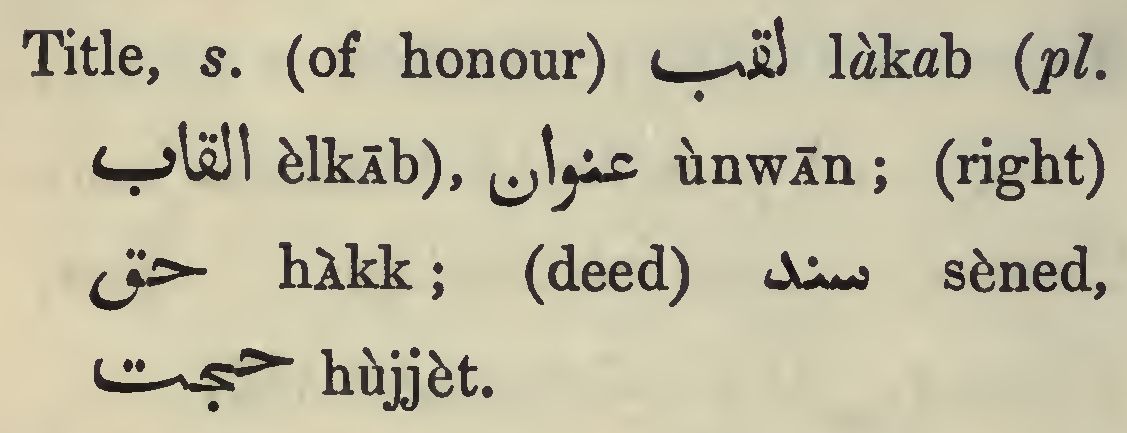 Title, s. (of honour) لقب làkab (pl.
القاب èlkāb), عنوان ùnwān ; (right)
حق hàkk ; (deed) سند sèned,
حجت hùjjèt.